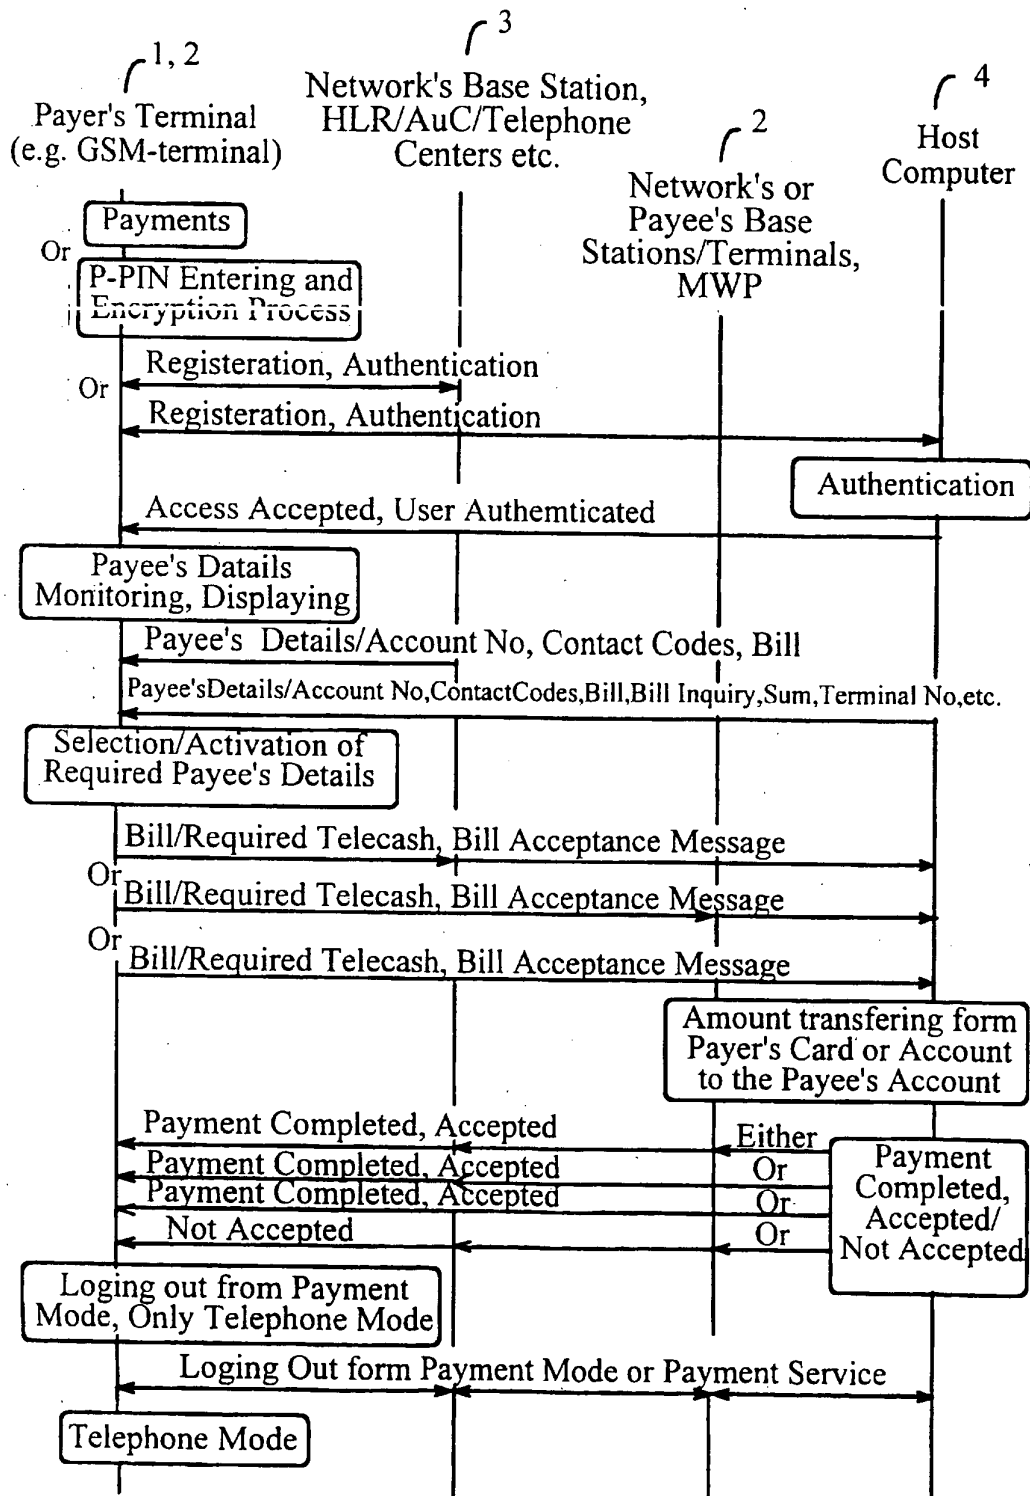 1, 2
3
2
4
Payer's Terminal
(e.g. GSM-terminal)
Network's Base Station,
HLR/AuC/Telephone
Centers etc.
Network's or
Payee's Base
Stations/Terminals,
MWP
Host
Computer
Payments
Or
P-PIN Entering and
Encryption Process
Registeration, Authentication
Or
Registeration, Authentication
Authentication
Access Accepted, User Authemticated
Payee's Datails
Monitoring, Displaying
Payee's Details/Account No, Contact Codes, Bill
Payee'sDetails/Account No,ContactCodes,Bill,Bill Inquiry,Sum,Terminal No,etc.
Selection/Activation of
Required Payee's Details
Bill/Required Telecash, Bill Acceptance Message
Or
Bill/Required Telecash, Bill Acceptance Message
Or
Bill/Required Telecash, Bill Acceptance Message
Amount transfering form
Payer's Card or Account
to the Payee's Account
Payment Completed, Accepted
Either
Payment Completed, Accepted
Or
Payment Completed, Accepted
Or
Not Accepted
Or
Payment
Completed,
Accepted/
Not Accepted
Loging out from Payment
Mode, Only Telephone Mode
Loging Out form Payment Mode or Payment Service
Telephone Mode